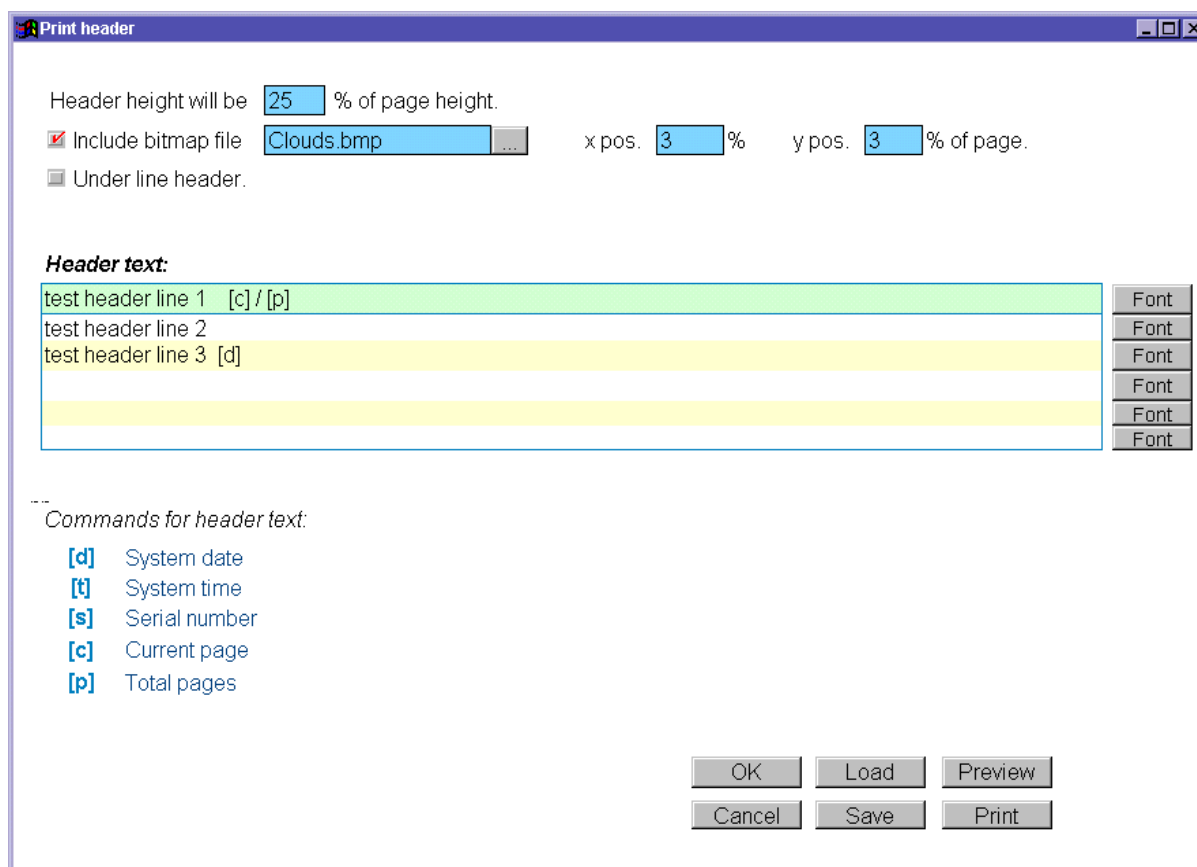 Print header
Header height will be 25 % of page height.
Include bitmap file Clouds.bmp ... x pos. 3 % y pos. 3 % of page.
Under line header.
Header text:
test header line 1 [c] / [p] Font
test header line 2 Font
test header line 3 [d] Font
Font
Font
Font
Commands for header text:
[d] System date
[t] System time
[s] Serial number
[c] Current page
[p] Total pages
OK Load Preview
Cancel Save Print